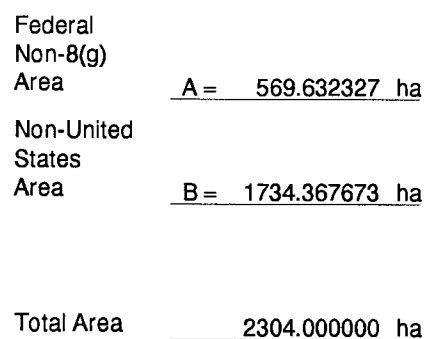 Federal
Non-8(g)
Area A = 569.632327 ha
Non-United
States
Area B = 1734.367673 ha
Total Area 2304.000000 ha